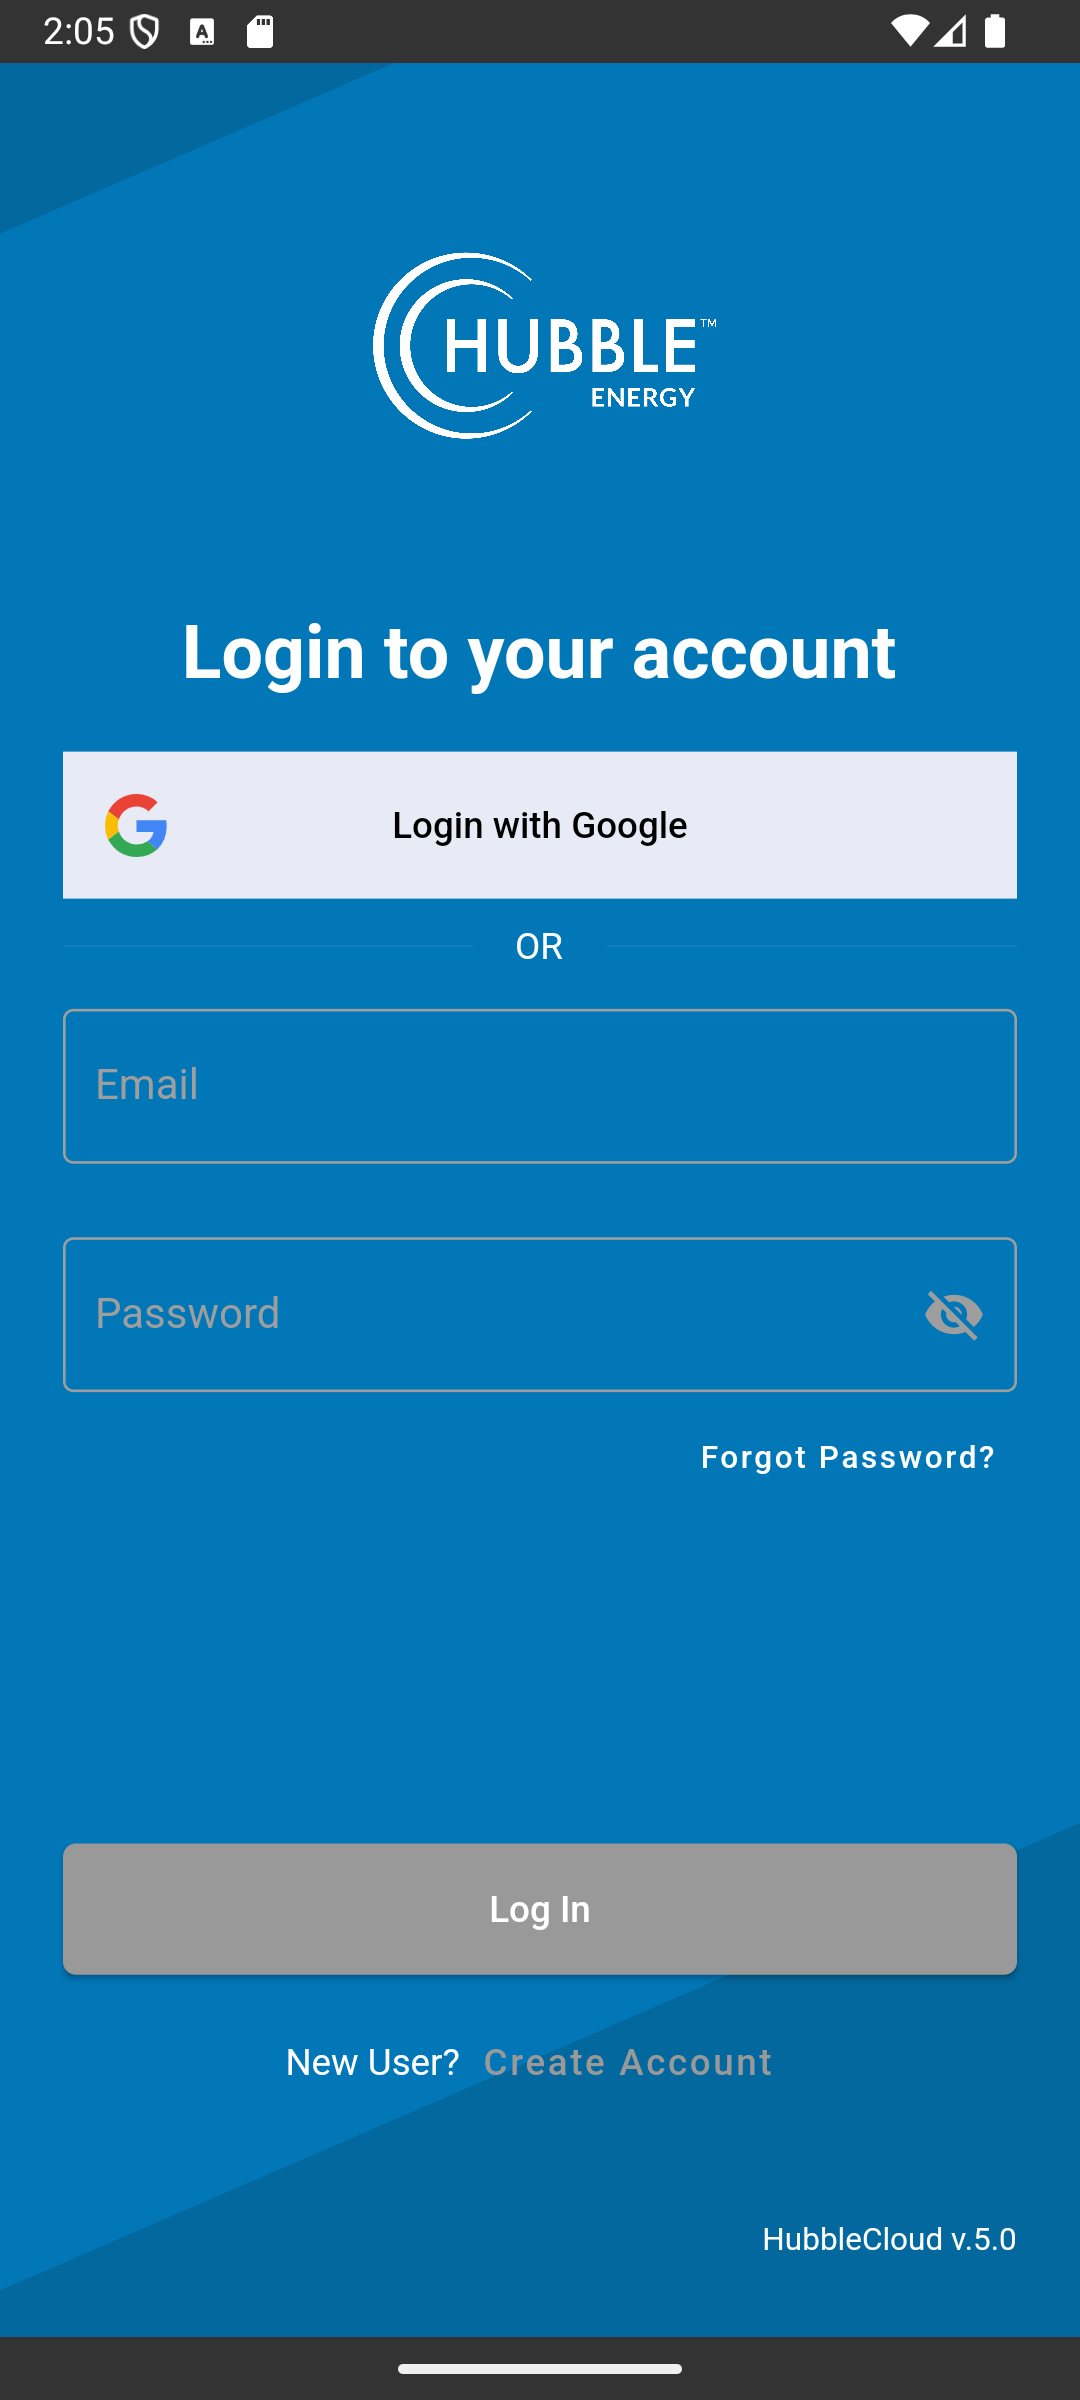 2:05
HUBBLE™
ENERGY
Login to your account
Login with Google
OR
Email
Password
Forgot Password?
Log In
New User? Create Account
HubbleCloud v.5.0